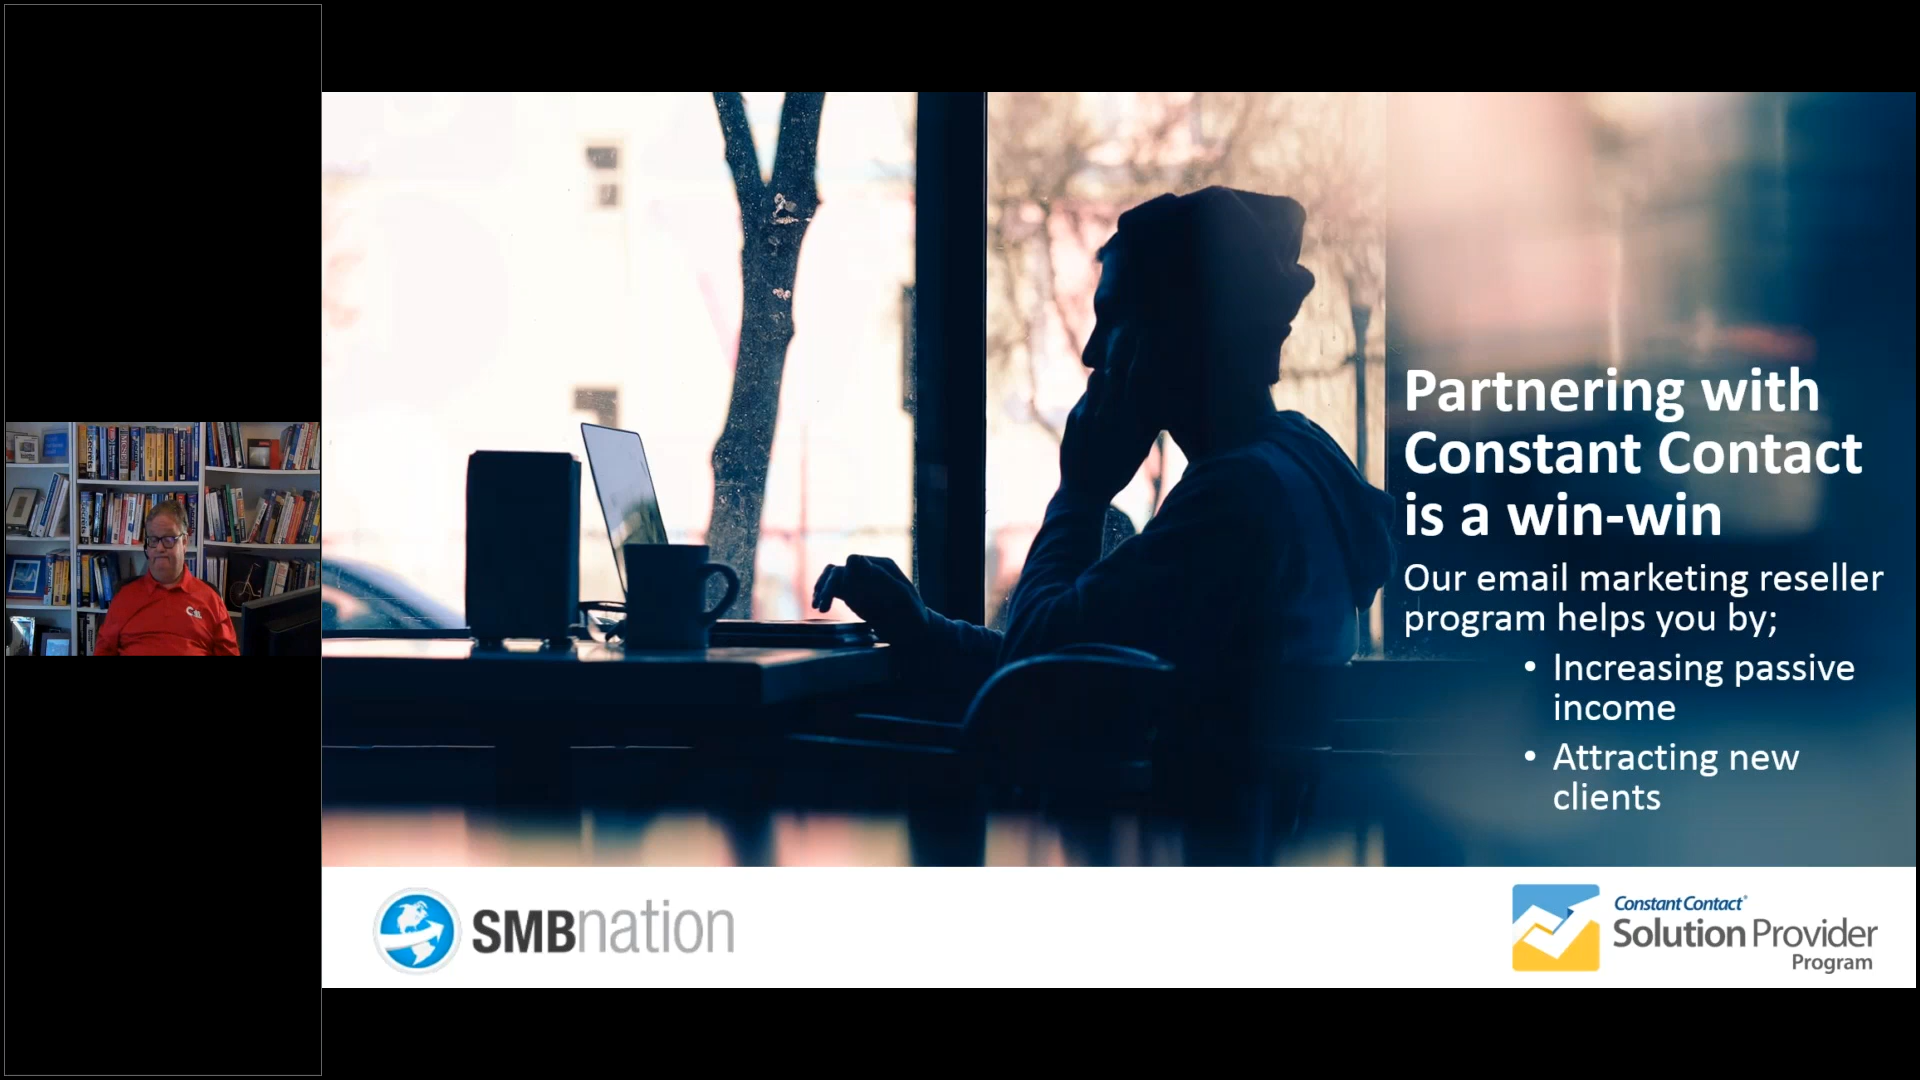 Partnering with
Constant Contact
is a win-win
Our email marketing reseller
program helps you by;
• Increasing passive
income
• Attracting new
clients
SMBnation
Constant Contact®
Solution Provider
Program